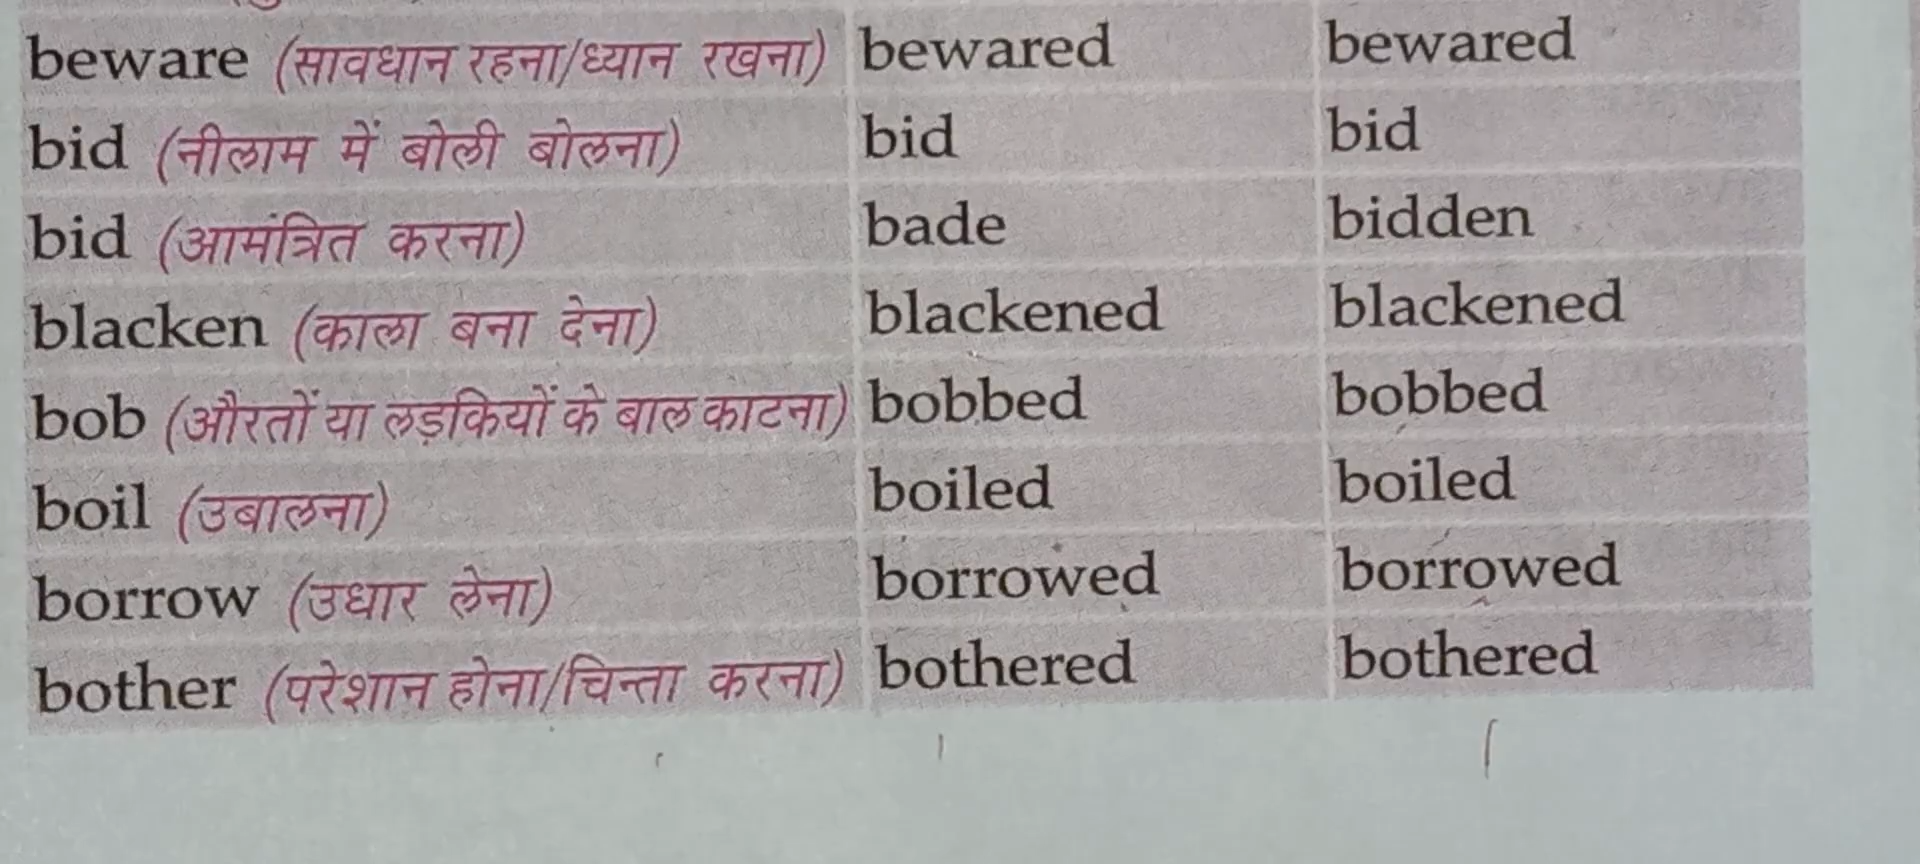 beware (सावधान रहना/ध्यान रखना) bewared bewared
bid (नीलाम में बोली बोलना) bid bid
bid (आमंत्रित करना) bade bidden
blacken (काला बना देना) blackened blackened
bob (औरतों या लड़कियों के बाल काटना) bobbed bobbed
boil (उबालना) boiled boiled
borrow (उधार लेना) borrowed borrowed
bother (परेशान होना/चिन्ता करना) bothered bothered